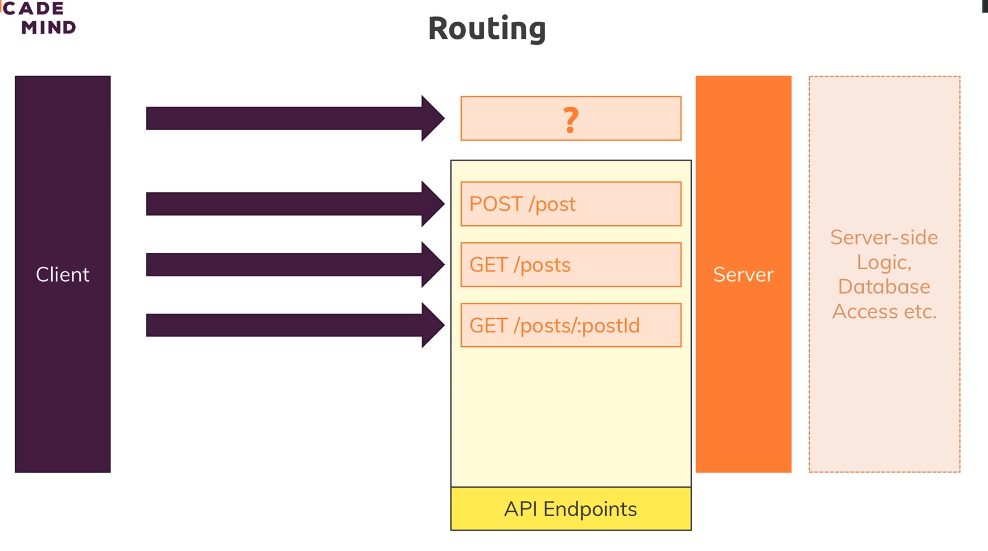 CADE
MIND
Routing
?
POST /post
GET /posts
GET /posts/:postId
Client
Server
Server-side
Logic,
Database
Access etc.
API Endpoints